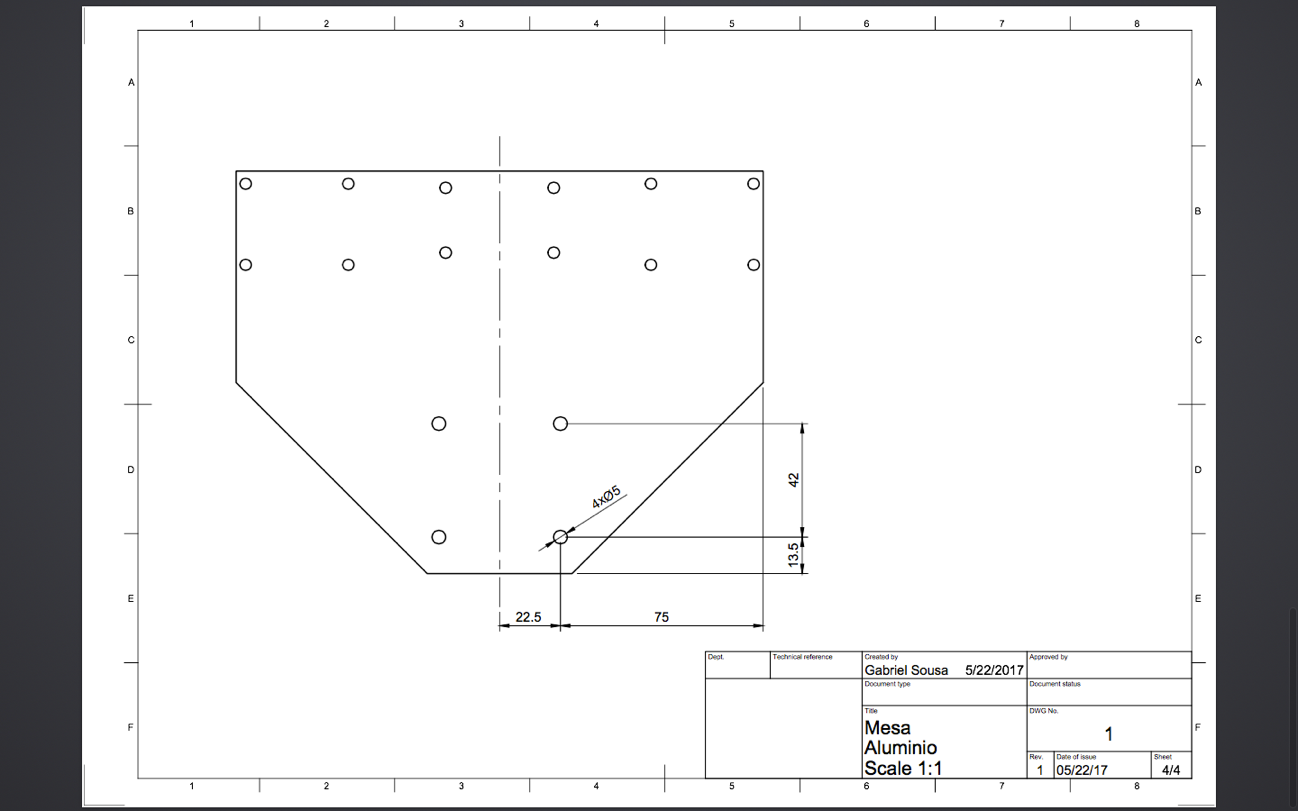 1 2 3 4 5 6 7 8
A A
B B
C C
D D
E E
F F
42
4xØ5
13.5
22.5 75
Dept. Technical reference Created by Approved by
Gabriel Sousa 5/22/2017
Document type Document status
Title DWG No.
Mesa
1
Aluminio
Rev. Date of issue Sheet
Scale 1:1 1 05/22/17 4/4
1 2 3 4 5 6 7 8